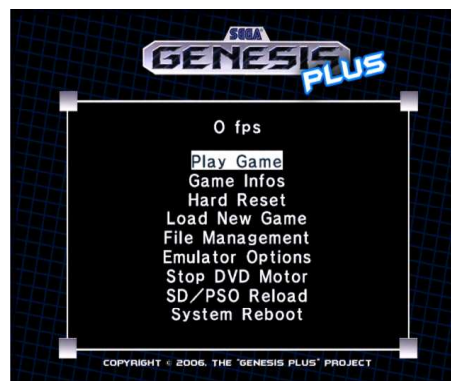 SEGA
GENESIS
PLUS
0 fps
Play Game
Game Infos
Hard Reset
Load New Game
File Management
Emulator Options
Stop DVD Motor
SD/PSO Reload
System Reboot
COPYRIGHT © 2006. THE "GENESIS PLUS" PROJECT